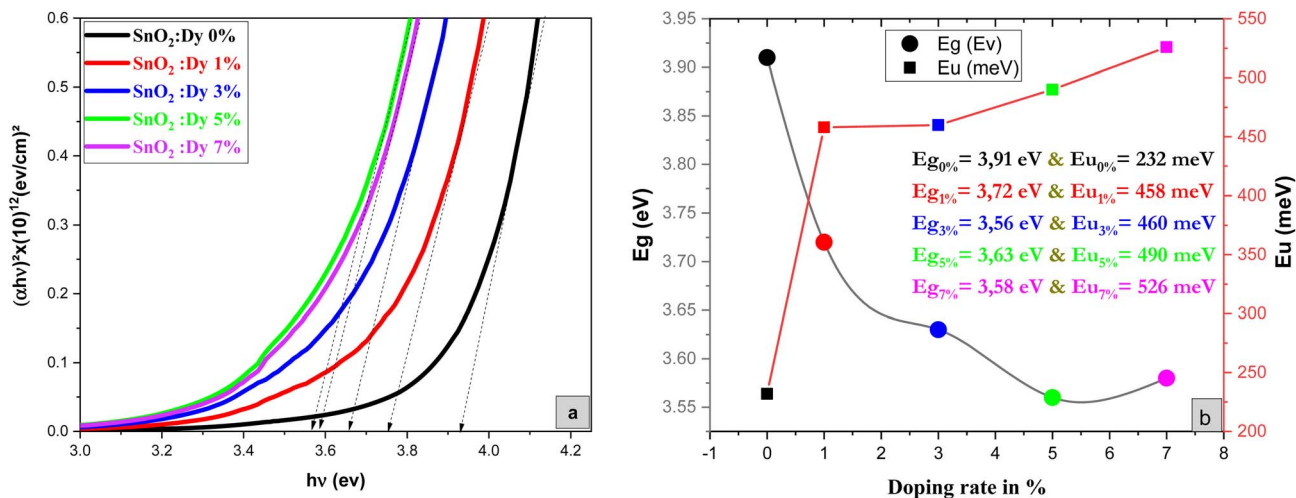 (αhν)²x(10)¹²(ev/cm)²
0.6
0.5
0.4
0.3
0.2
0.1
0.0
SnO₂:Dy 0%
SnO₂ :Dy 1%
SnO₂ :Dy 3%
SnO₂ :Dy 5%
SnO₂ :Dy 7%
a
3.0 3.2 3.4 3.6 3.8 4.0 4.2
hν (ev)
Eg (eV)
3.95
3.90
3.85
3.80
3.75
3.70
3.65
3.60
3.55
Eg (Ev)
Eu (meV)
Eg0%= 3,91 eV & Eu0%= 232 meV
Eg1%= 3,72 eV & Eu1%= 458 meV
Eg3%= 3,56 eV & Eu3%= 460 meV
Eg5%= 3,63 eV & Eu5%= 490 meV
Eg7%= 3,58 eV & Eu7%= 526 meV
b
550
500
450
400
350
300
250
200
Eu (meV)
-1 0 1 2 3 4 5 6 7 8
Doping rate in %